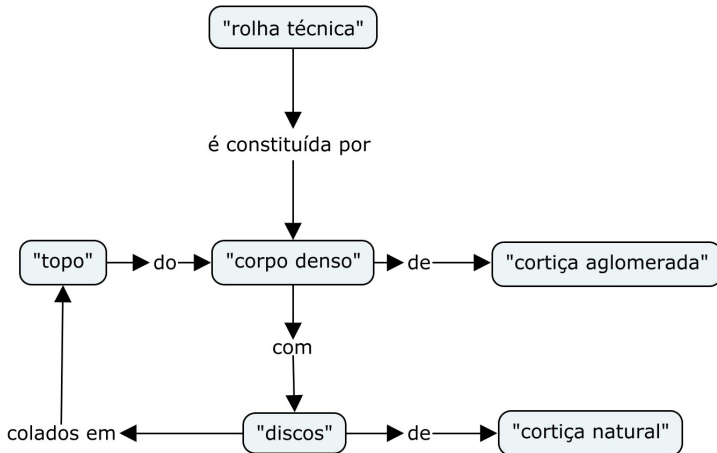 "rolha técnica"
é constituída por
"topo" do "corpo denso" de "cortiça aglomerada"
com
colados em "discos" de "cortiça natural"